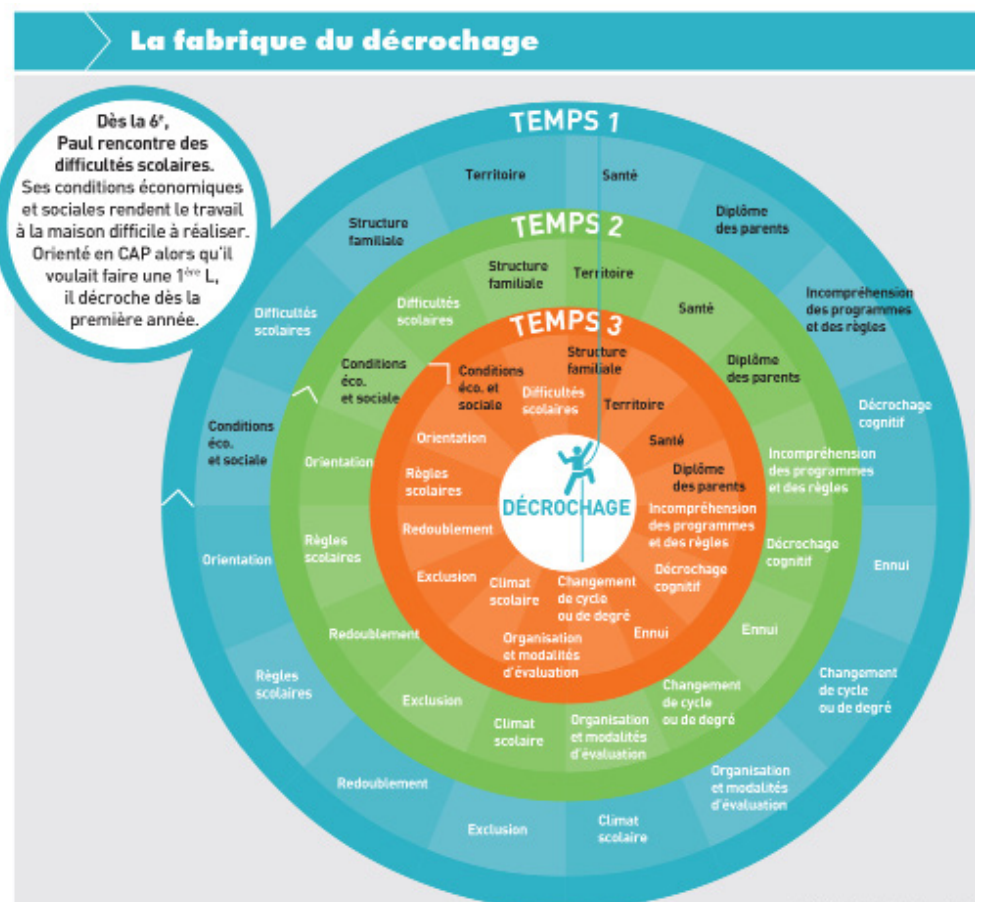 La fabrique du décrochage
Dès la 6e,
Paul rencontre des
difficultés scolaires.
Ses conditions économiques
et sociales rendent le travail
à la maison difficile à réaliser.
Orienté en CAP alors qu'il
voulait faire une 1ère L,
il décroche dès la
première année.
TEMPS 1
Territoire
Santé
Structure
familiale
Diplôme
des parents
Difficultés
scolaires
Incompréhension
des programmes
et des règles
Conditions
éco.
et sociale
Décrochage
cognitif
Orientation
Ennui
Règles
scolaires
Changement
de cycle
ou de degré
Redoublement
Organisation
et modalités
d'évaluation
Exclusion
Climat
scolaire
TEMPS 2
Structure
familiale
Territoire
Difficultés
scolaires
Santé
Conditions
éco.
et sociale
Diplôme
des parents
Orientation
Incompréhension
des programmes
et des règles
Règles
scolaires
Décrochage
cognitif
Redoublement
Ennui
Exclusion
Changement
de cycle
ou de degré
Climat
scolaire
Organisation
et modalités
d'évaluation
TEMPS 3
Structure
familiale
Conditions
éco. et
sociale
Difficultés
scolaires
Territoire
Orientation
Santé
Règles
scolaires
Diplôme
des parents
Redoublement
Incompréhension
des programmes
et des règles
Exclusion
Décrochage
cognitif
Climat
scolaire
Changement
de cycle
ou de degré
Organisation
et modalités
d'évaluation
Ennui
DÉCROCHAGE